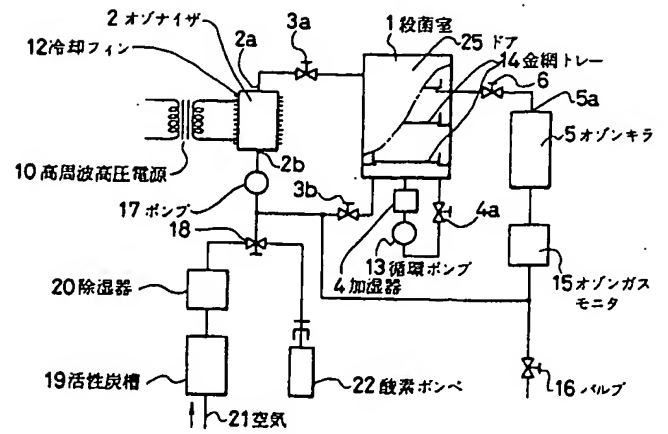 2 オゾナイザ
12冷却フィン
2a
3a
1殺菌室
25 ドア
14金網トレー
6
5a
5 オゾンキラ
10 高周波高圧電源
2b
17 ポンプ
3b
4a
18
13 循環ポンプ
4 加湿器
15 オゾンガス
モニタ
20 除湿器
19 活性炭槽
22 酸素ボンベ
16 バルブ
21 空気